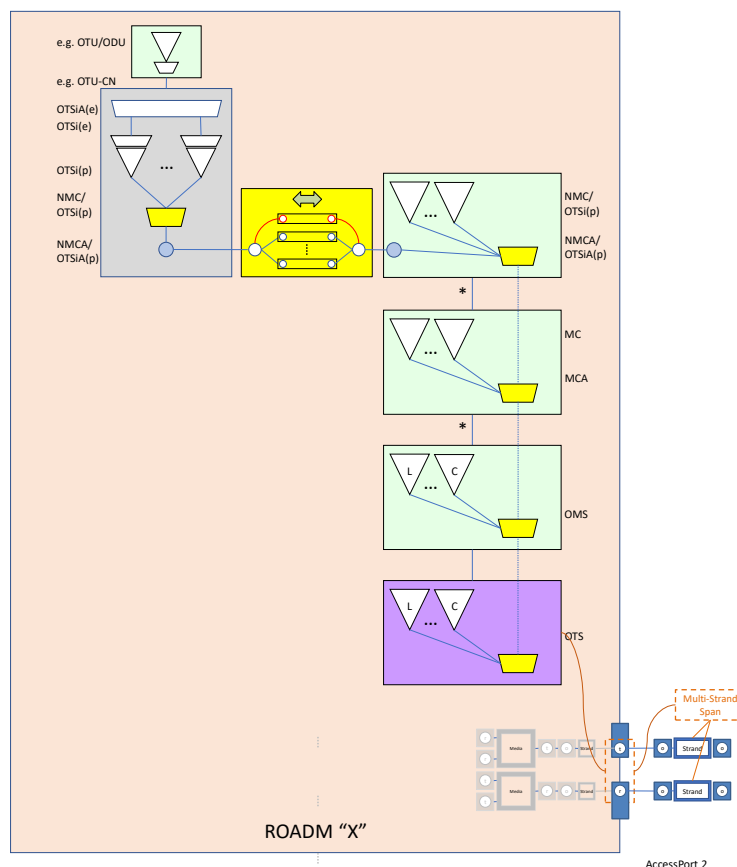 e.g. OTU/ODU
e.g. OTU-CN
OTSiA(e)
OTSi(e)
OTSi(p)
...
NMC/
OTSi(p)
NMCA/
OTSiA(p)
...
NMC/
OTSi(p)
NMCA/
OTSiA(p)
*
...
MC
MCA
*
L
C
...
OMS
L
C
...
OTS
Multi-Strand
Span
Media
Strand
Strand
Media
Strand
Strand
ROADM “X”
AccessPort 2